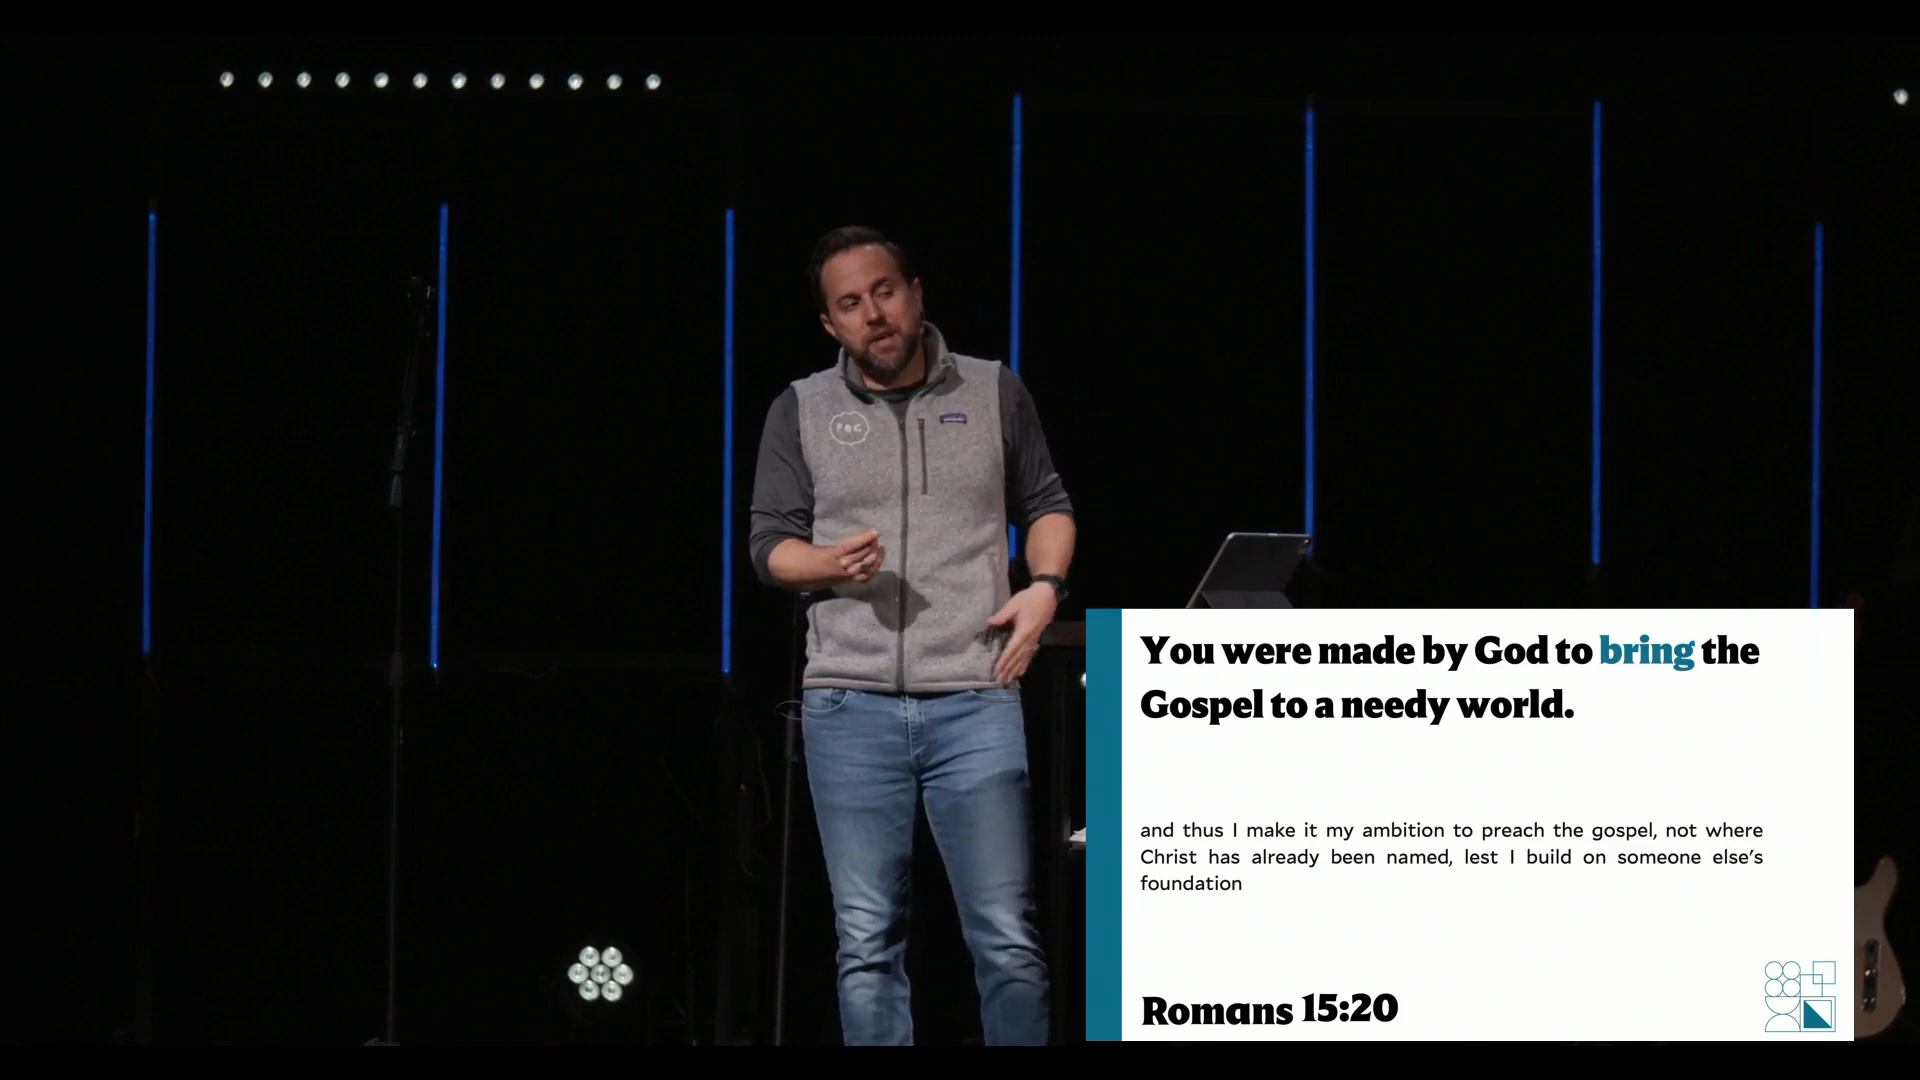 FBC
You were made by God to bring the
Gospel to a needy world.
and thus I make it my ambition to preach the gospel, not where
Christ has already been named, lest I build on someone else's
foundation
Romans 15:20